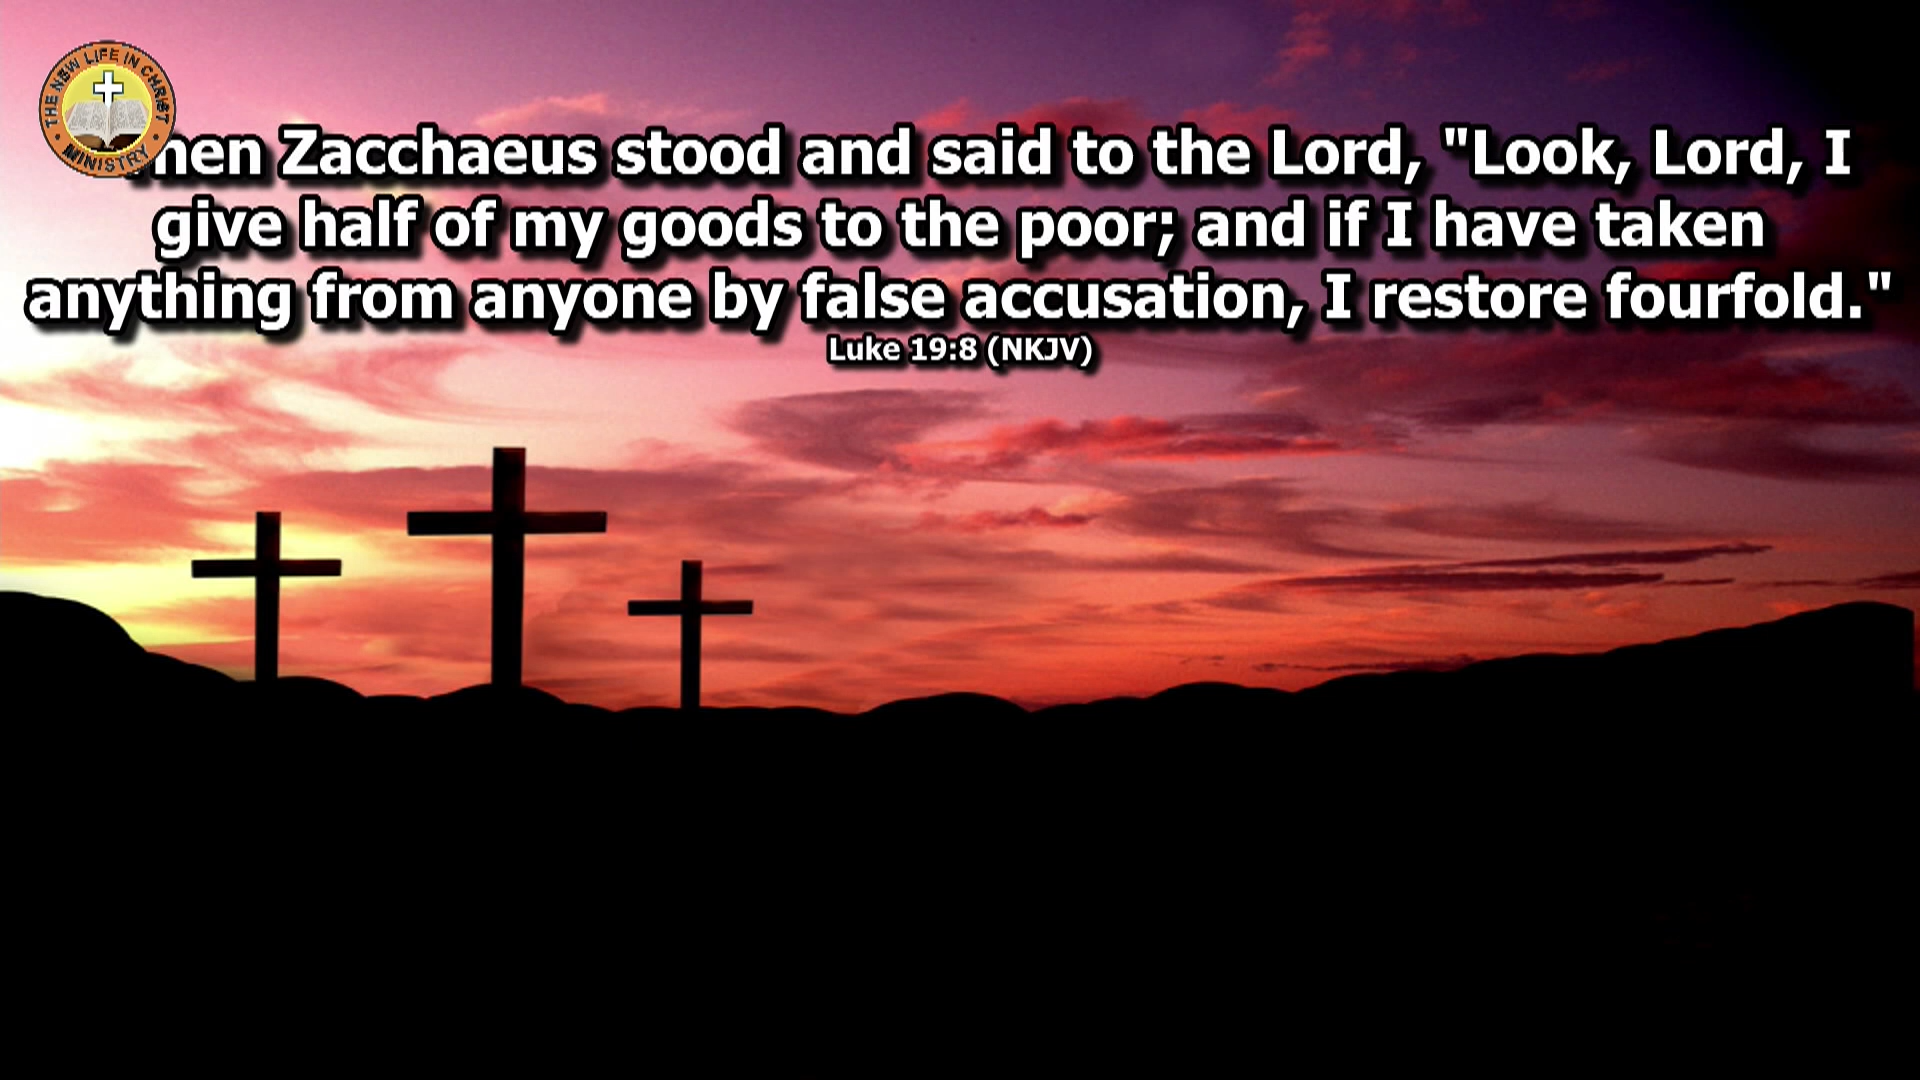 THE NEW LIFE IN CHRIST
MINISTRY
hen Zacchaeus stood and said to the Lord, "Look, Lord, I
give half of my goods to the poor; and if I have taken
anything from anyone by false accusation, I restore fourfold."
Luke 19:8 (NKJV)